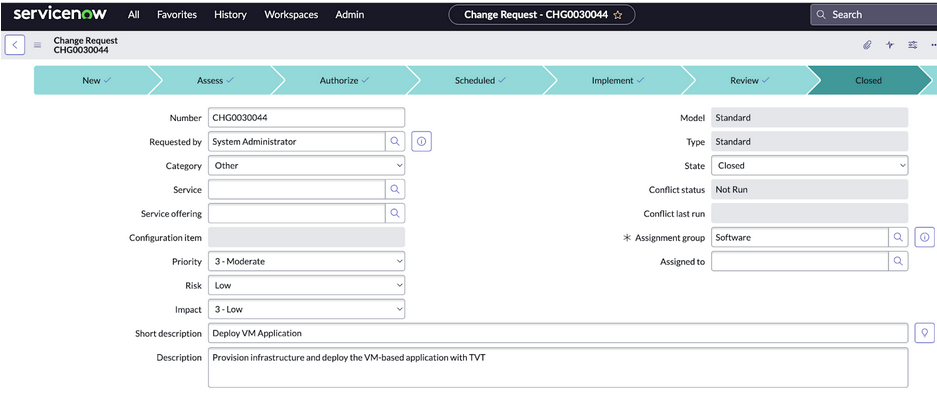 servicenow All Favorites History Workspaces Admin Change Request - CHG0030044 Search
Change Request
CHG0030044
New Assess Authorize Scheduled Implement Review Closed
Number CHG0030044 Model Standard
Requested by System Administrator Type Standard
Category Other State Closed
Service Conflict status Not Run
Service offering Conflict last run
Configuration item Assignment group Software
Priority 3 - Moderate Assigned to
Risk Low
Impact 3 - Low
Short description Deploy VM Application
Description Provision infrastructure and deploy the VM-based application with TVT